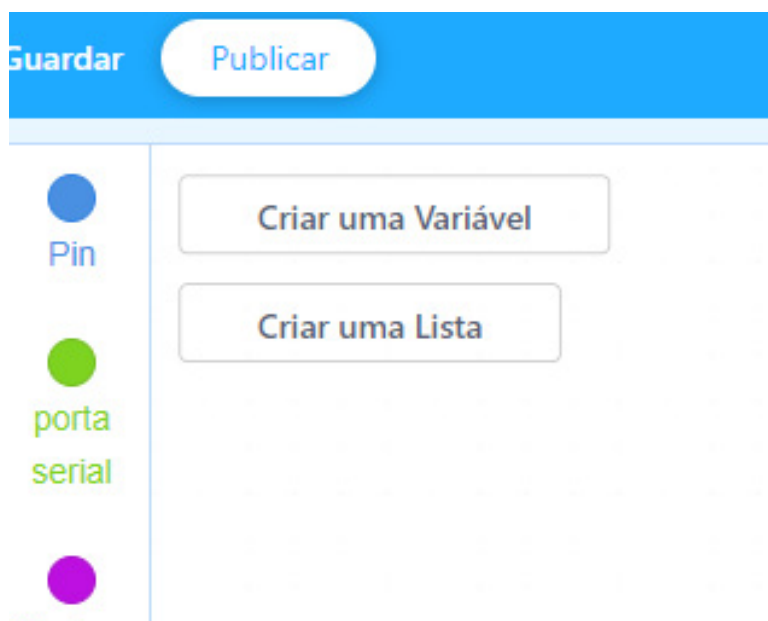 Guardar
Publicar
Pin
Criar uma Variável
Criar uma Lista
porta
serial